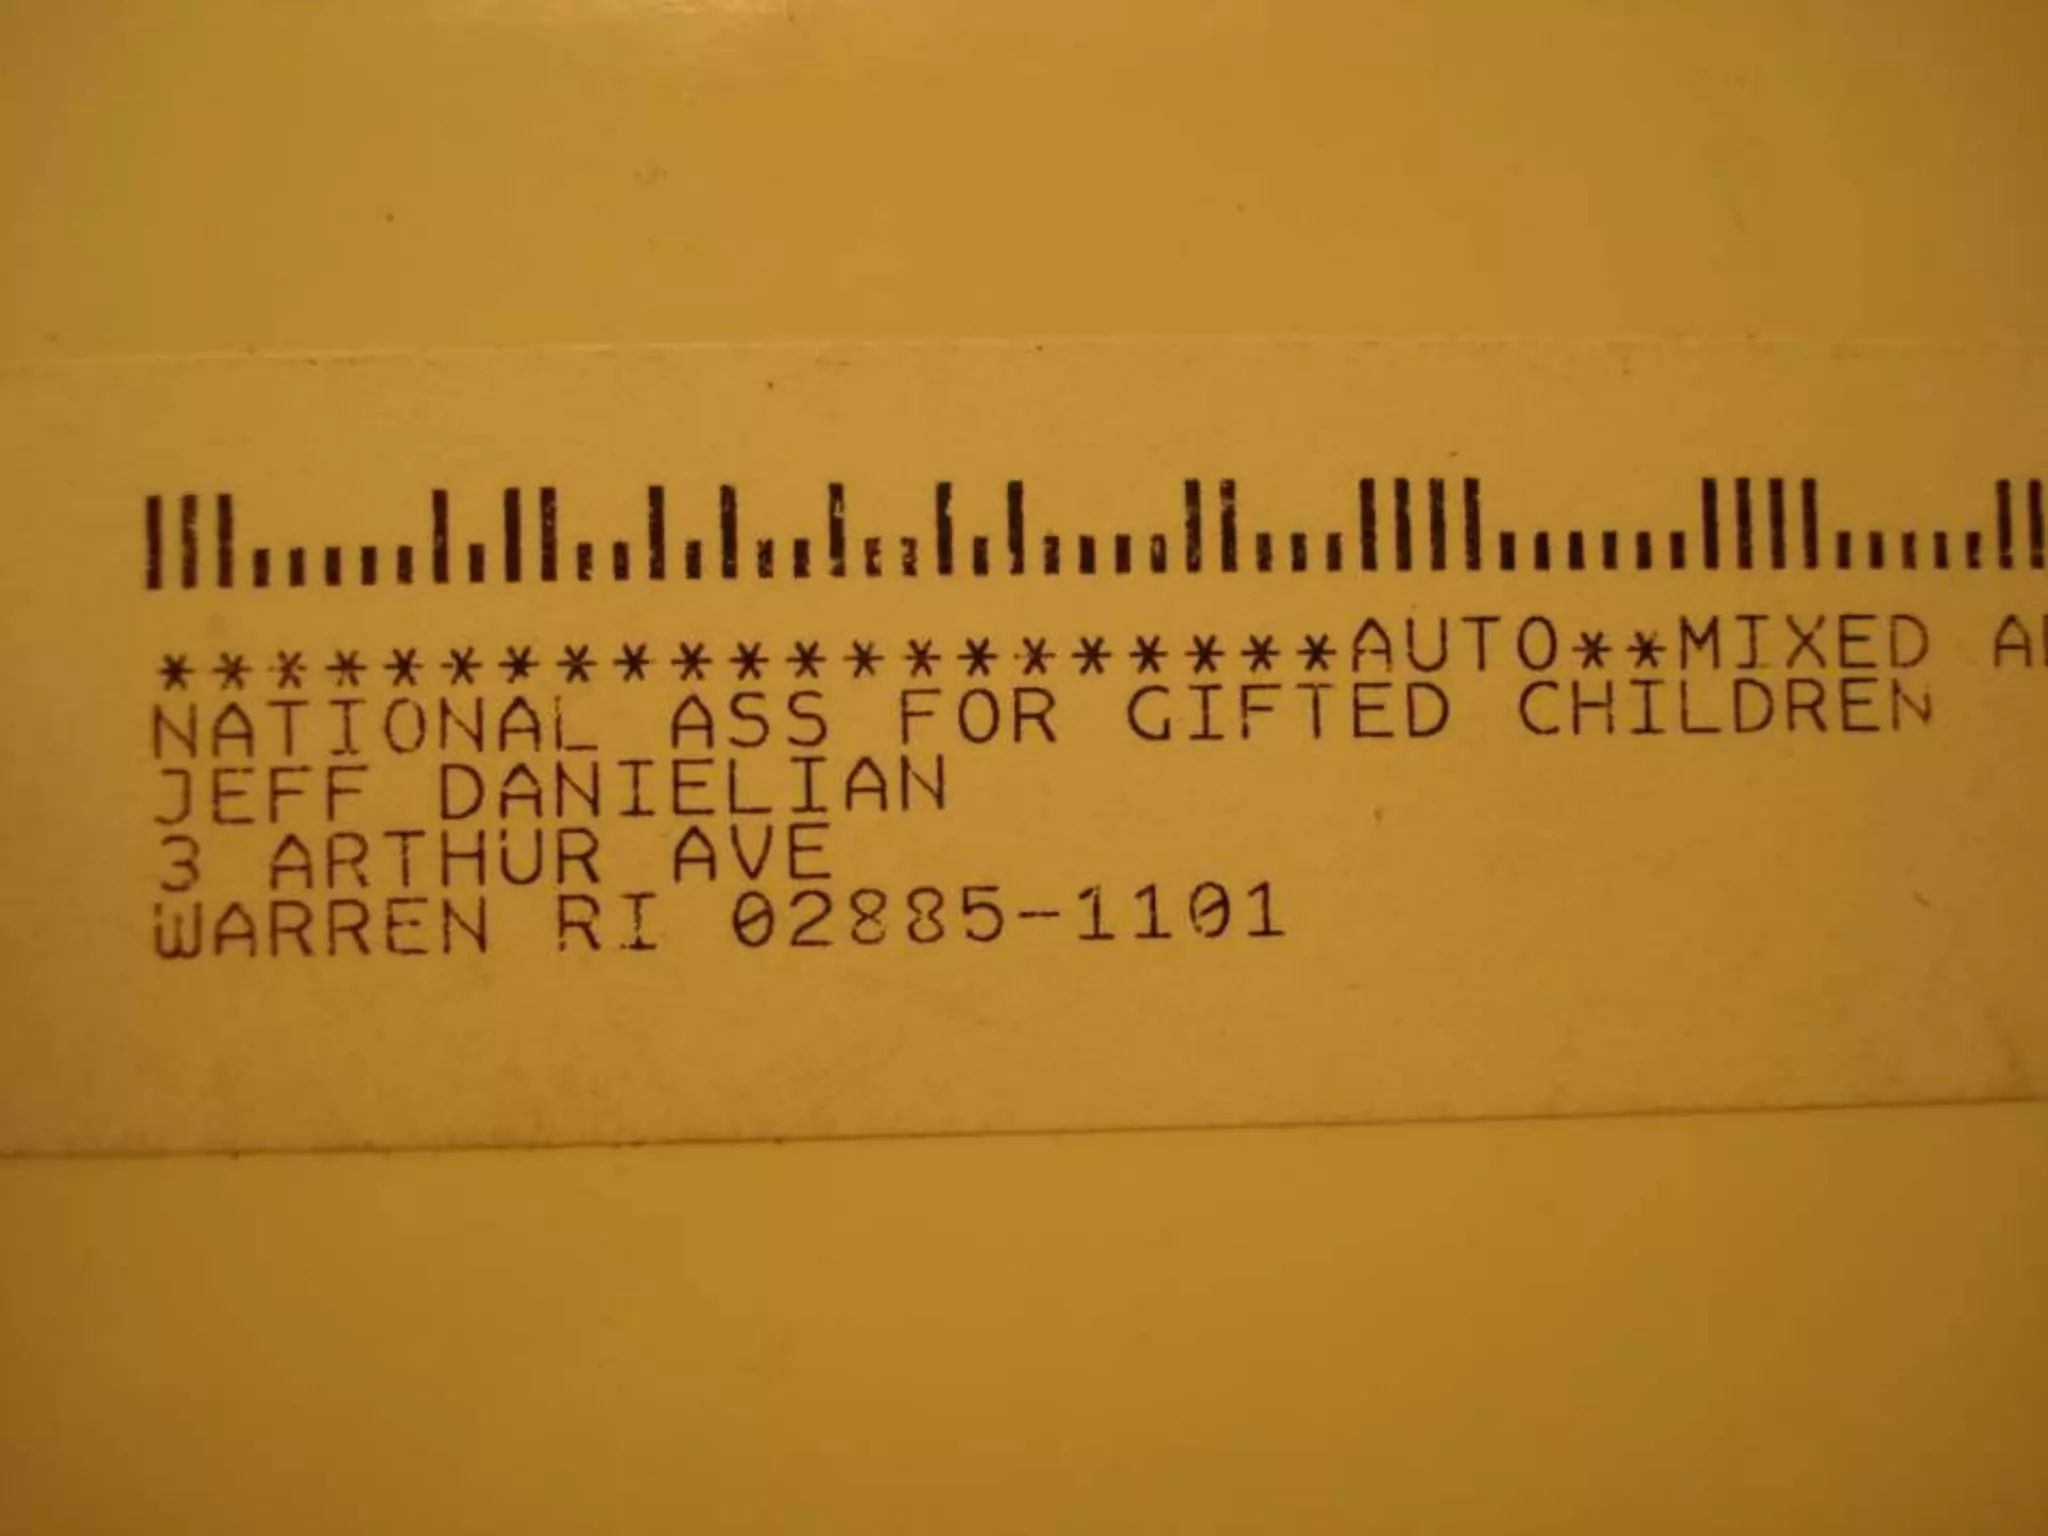 *********************AUTO**MIXED
NATIONAL ASS FOR GIFTED CHILDREN
JEFF DANIELIAN
3 ARTHUR AVE
WARREN RI 02885-1101